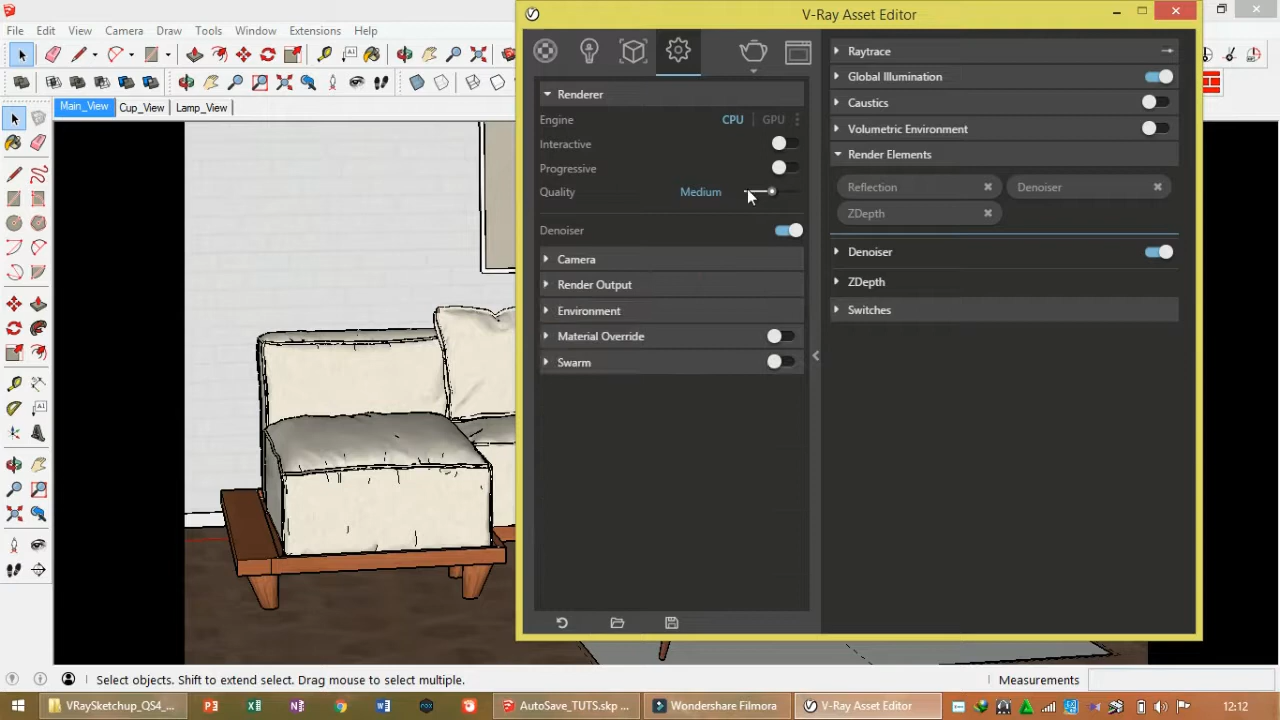 V-Ray Asset Editor
File Edit View Camera Draw Tools Window Extensions
Main_View Cup_View Lamp_View
Renderer
Engine CPU GPU
Interactive
Progressive
Quality Medium
Denoiser
Camera
Render Output
Environment
Material Override
Swarm
Raytrace
Global Illumination
Caustics
Volumetric Environment
Render Elements
Reflection Denoiser
ZDepth
Denoiser
ZDepth
Switches
Select objects. Shift to extend select. Drag mouse to select multiple.
Measurements
VRaySketchup_QS4_... AutoSave_TUTS.skp ... Wondershare Filmora V-Ray Asset Editor 12:12